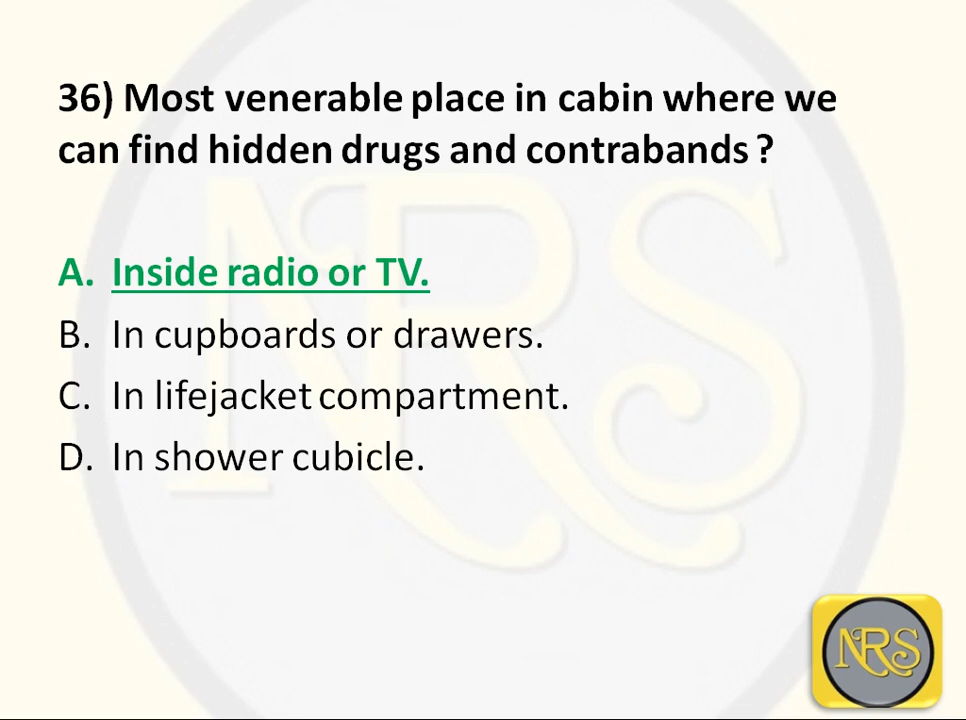 36) Most venerable place in cabin where we
can find hidden drugs and contrabands ?
A. Inside radio or TV.
B. In cupboards or drawers.
C. In lifejacket compartment.
D. In shower cubicle.
NRS
NRS